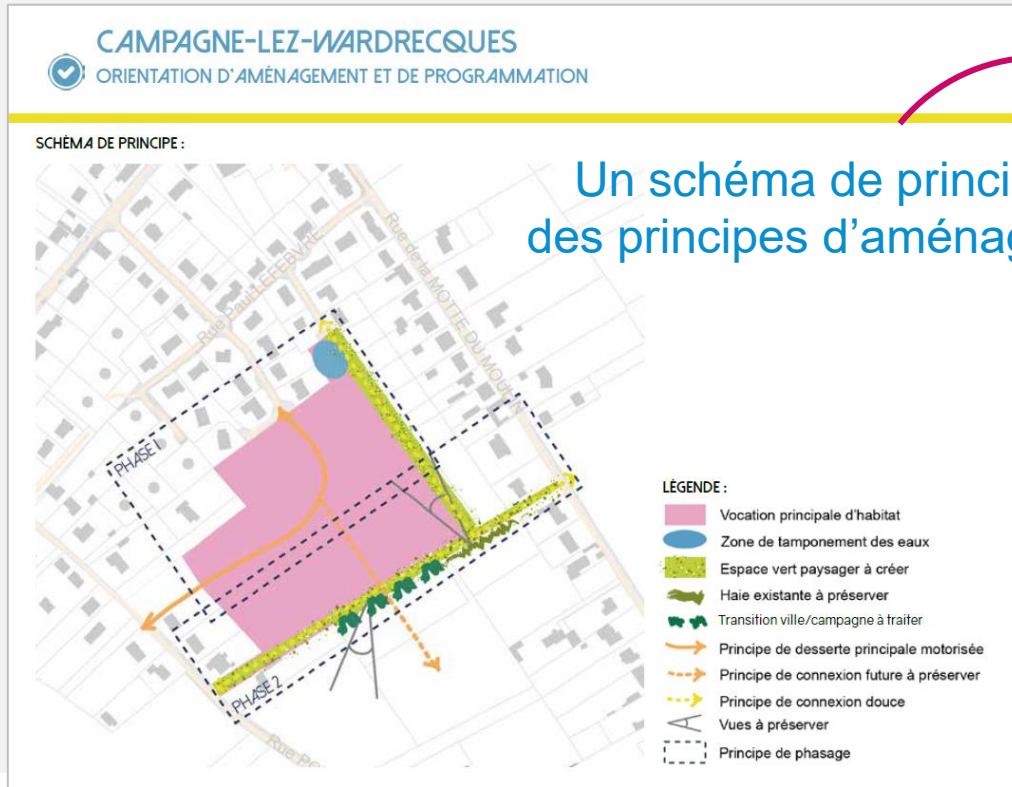 CAMPAGNE-LEZ-WARDRECQUES
ORIENTATION D'AMÉNAGEMENT ET DE PROGRAMMATION
SCHÉMA DE PRINCIPE :
Un schéma de princi
des principes d'aménag
Rue Paul LEFEBVRE
Rue de la MOTTE DU MOULIN
PHASE 1
PHASE 2
Rue
LÉGENDE :
Vocation principale d'habitat
Zone de tamponement des eaux
Espace vert paysager à créer
Haie existante à préserver
Transition ville/campagne à traiter
Principe de desserte principale motorisée
Principe de connexion future à préserver
Principe de connexion douce
Vues à préserver
Principe de phasage